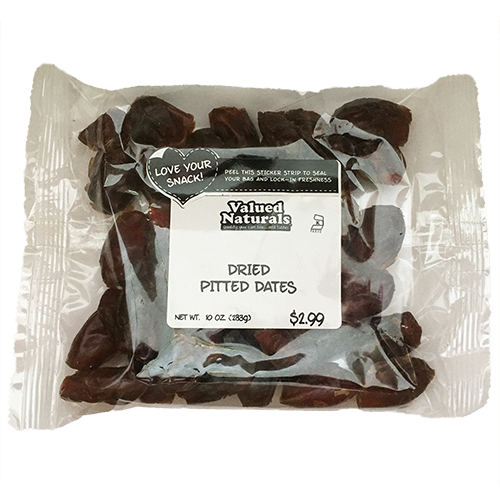 LOVE YOUR
SNACK!
PEEL THIS STICKER STRIP TO SEAL
YOUR BAG AND LOCK-IN FRESHNESS
Valued
Naturals
DRIED
PITTED DATES
NET WT. 10 OZ. (283g)
$2.99